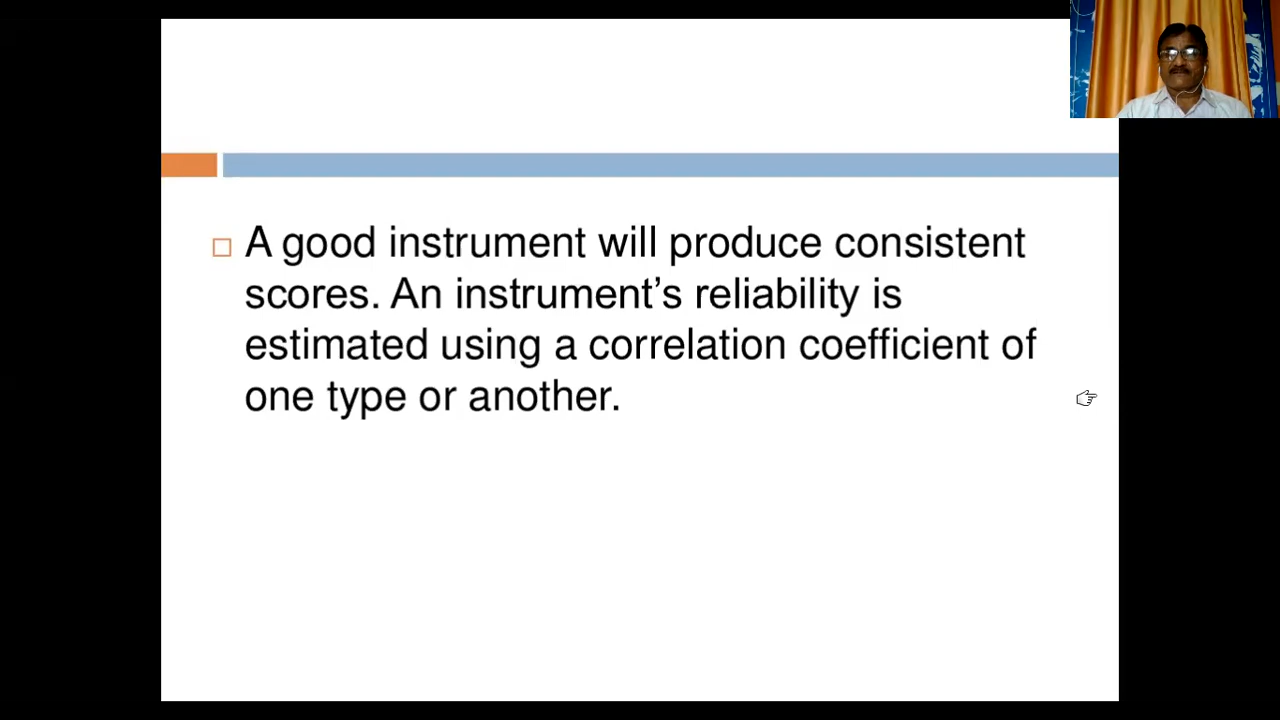 A good instrument will produce consistent
scores. An instrument’s reliability is
estimated using a correlation coefficient of
one type or another.